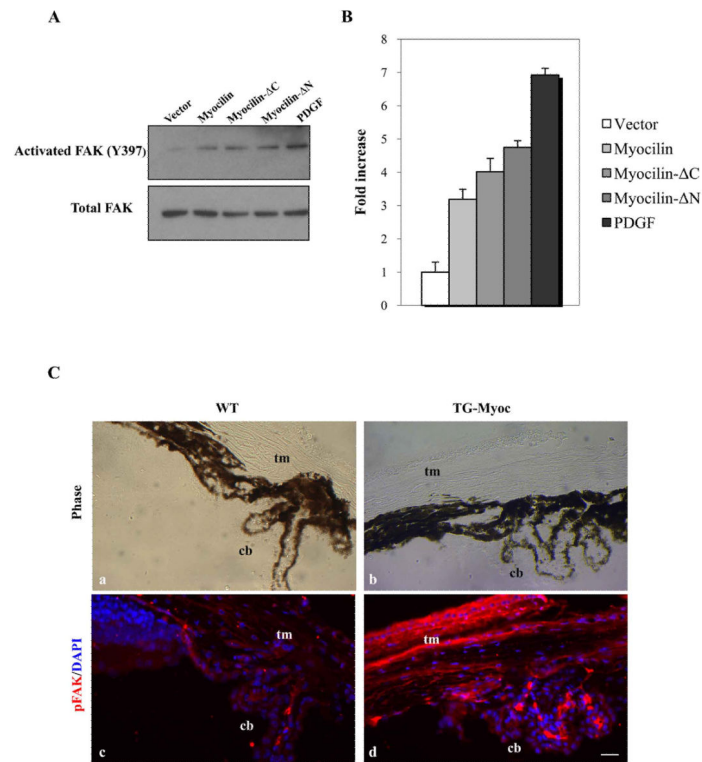 A
Vector
Myocilin
Myocilin-ΔC
Myocilin-ΔN
PDGF
Activated FAK (Y397)
Total FAK
B
Fold increase
8
7
6
5
4
3
2
1
0
Vector
Myocilin
Myocilin-ΔC
Myocilin-ΔN
PDGF
C
WT
TG-Myoc
Phase
tm
cb
a
tm
cb
b
pFAK/DAPI
tm
cb
c
tm
cb
d